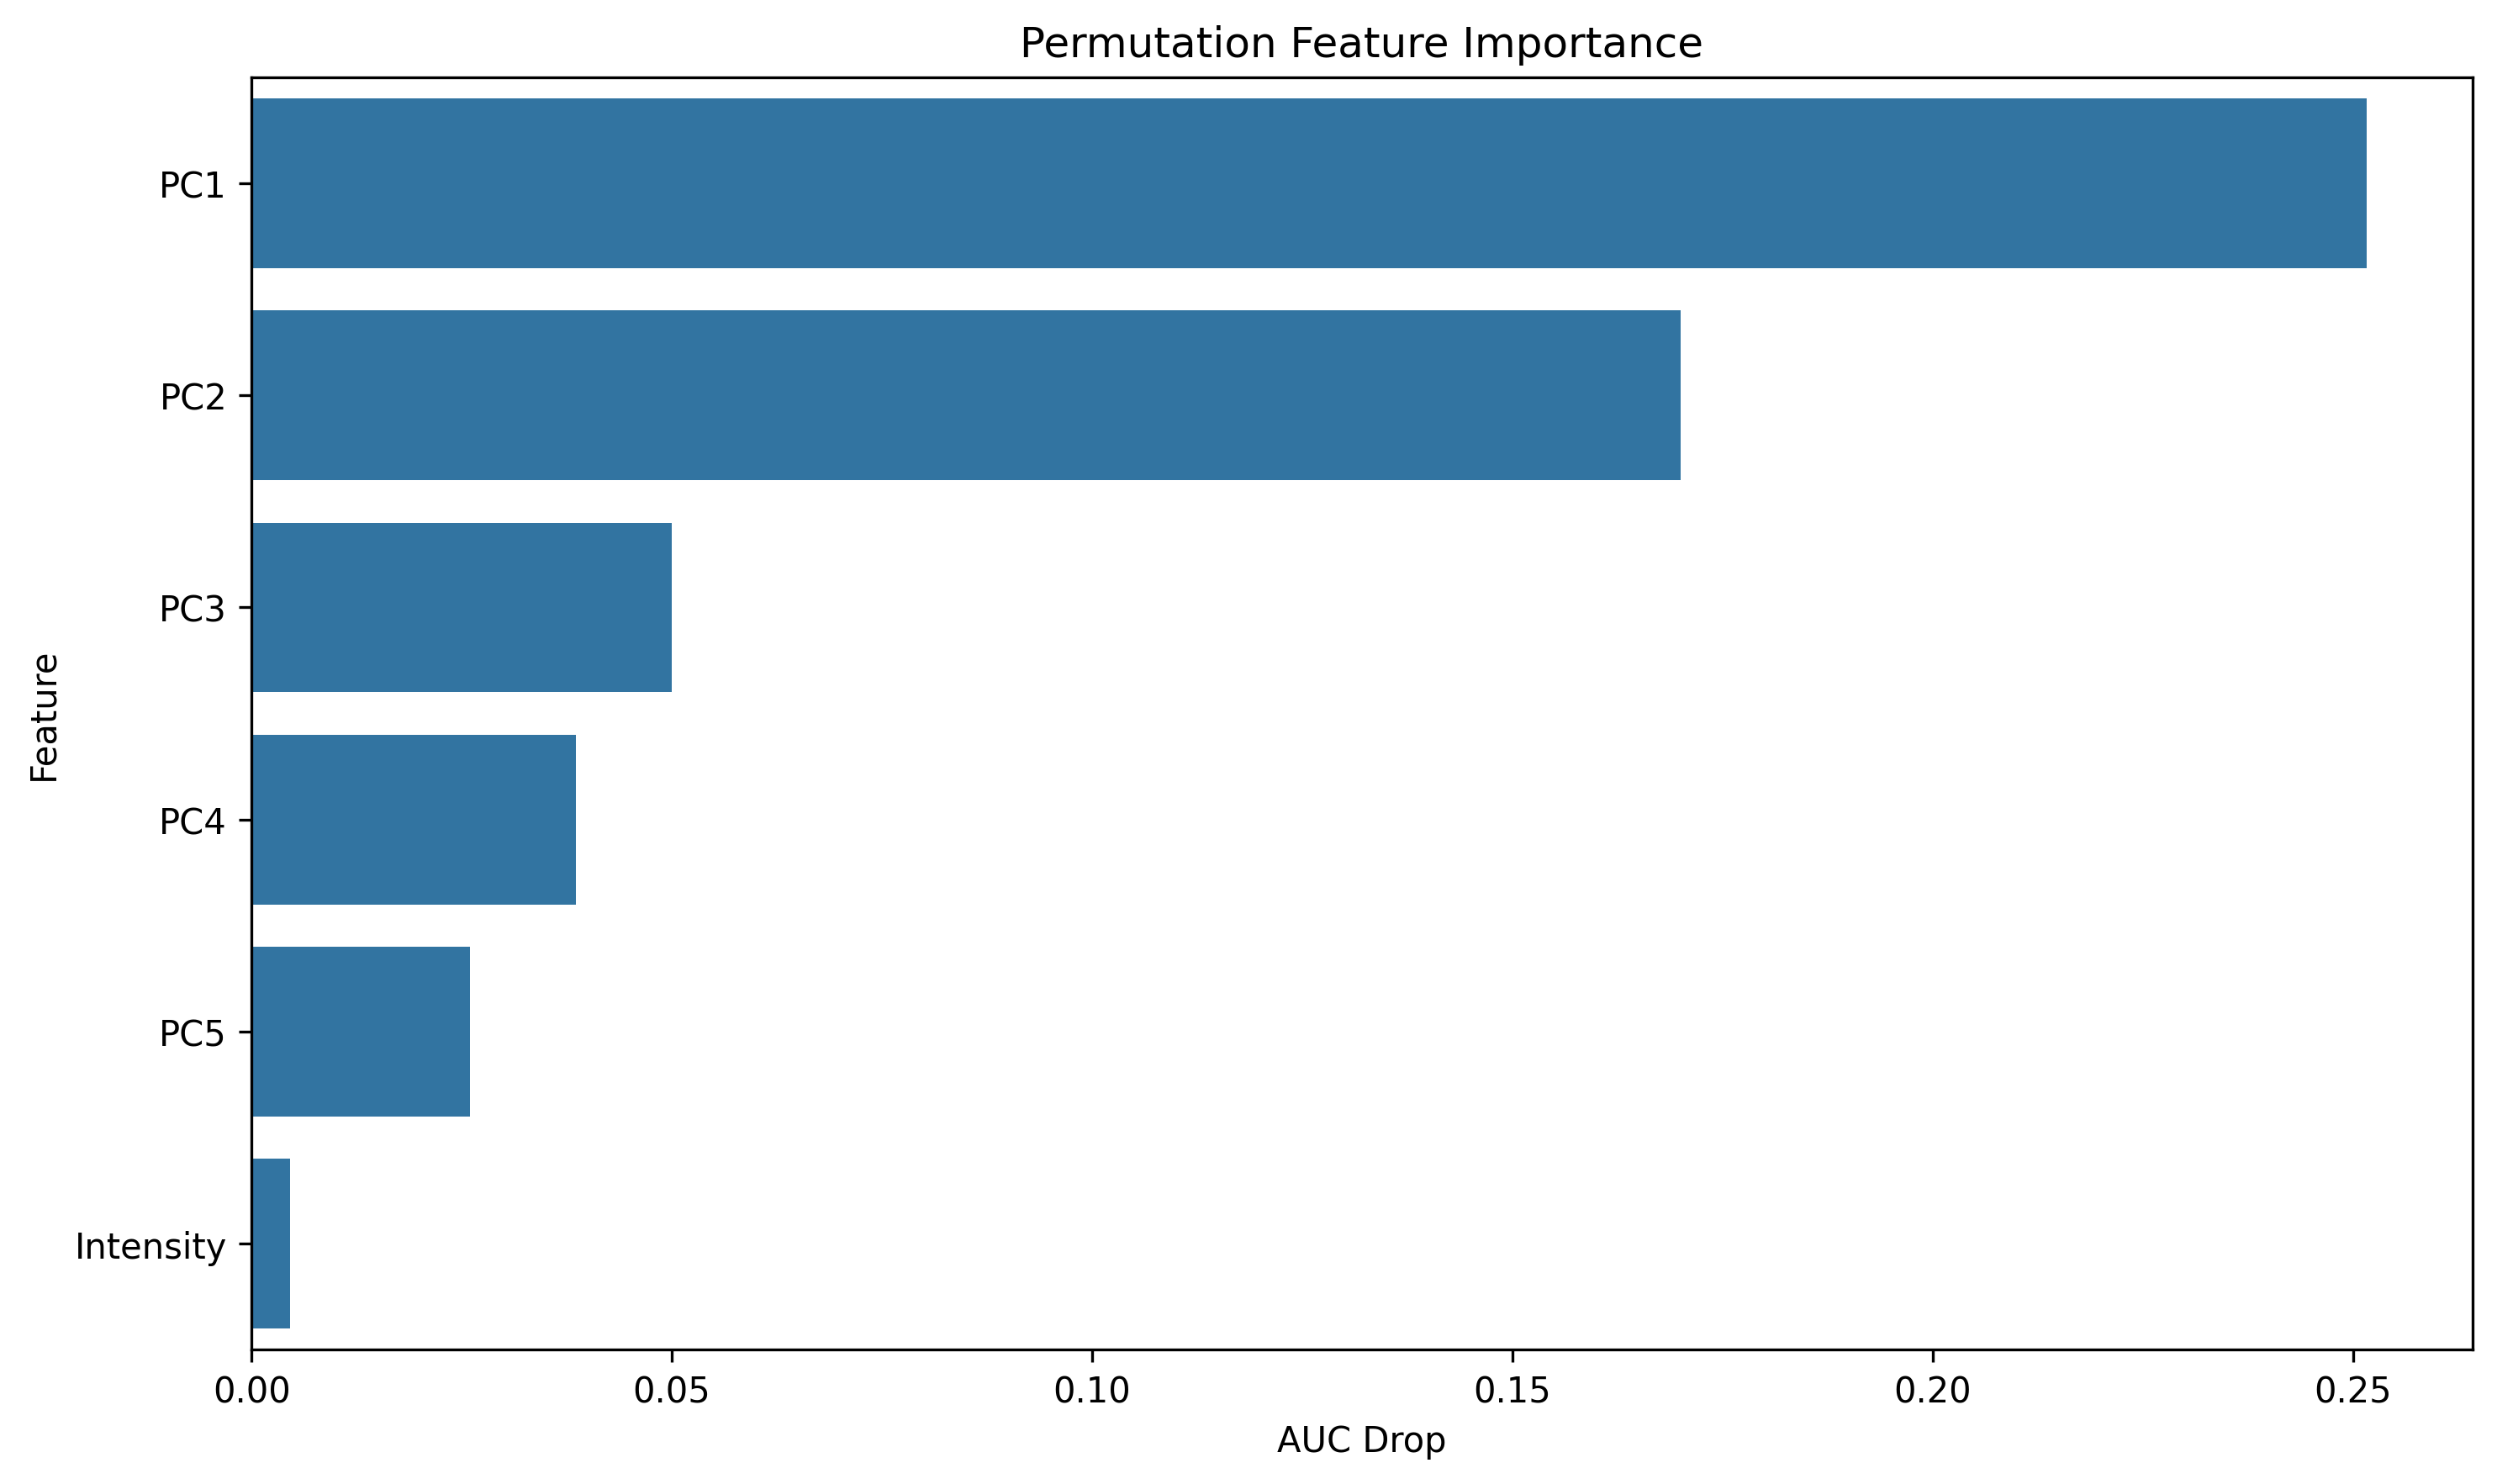 Permutation Feature Importance
PC1
PC2
PC3
PC4
PC5
Intensity
Feature
0.00 0.05 0.10 0.15 0.20 0.25
AUC Drop